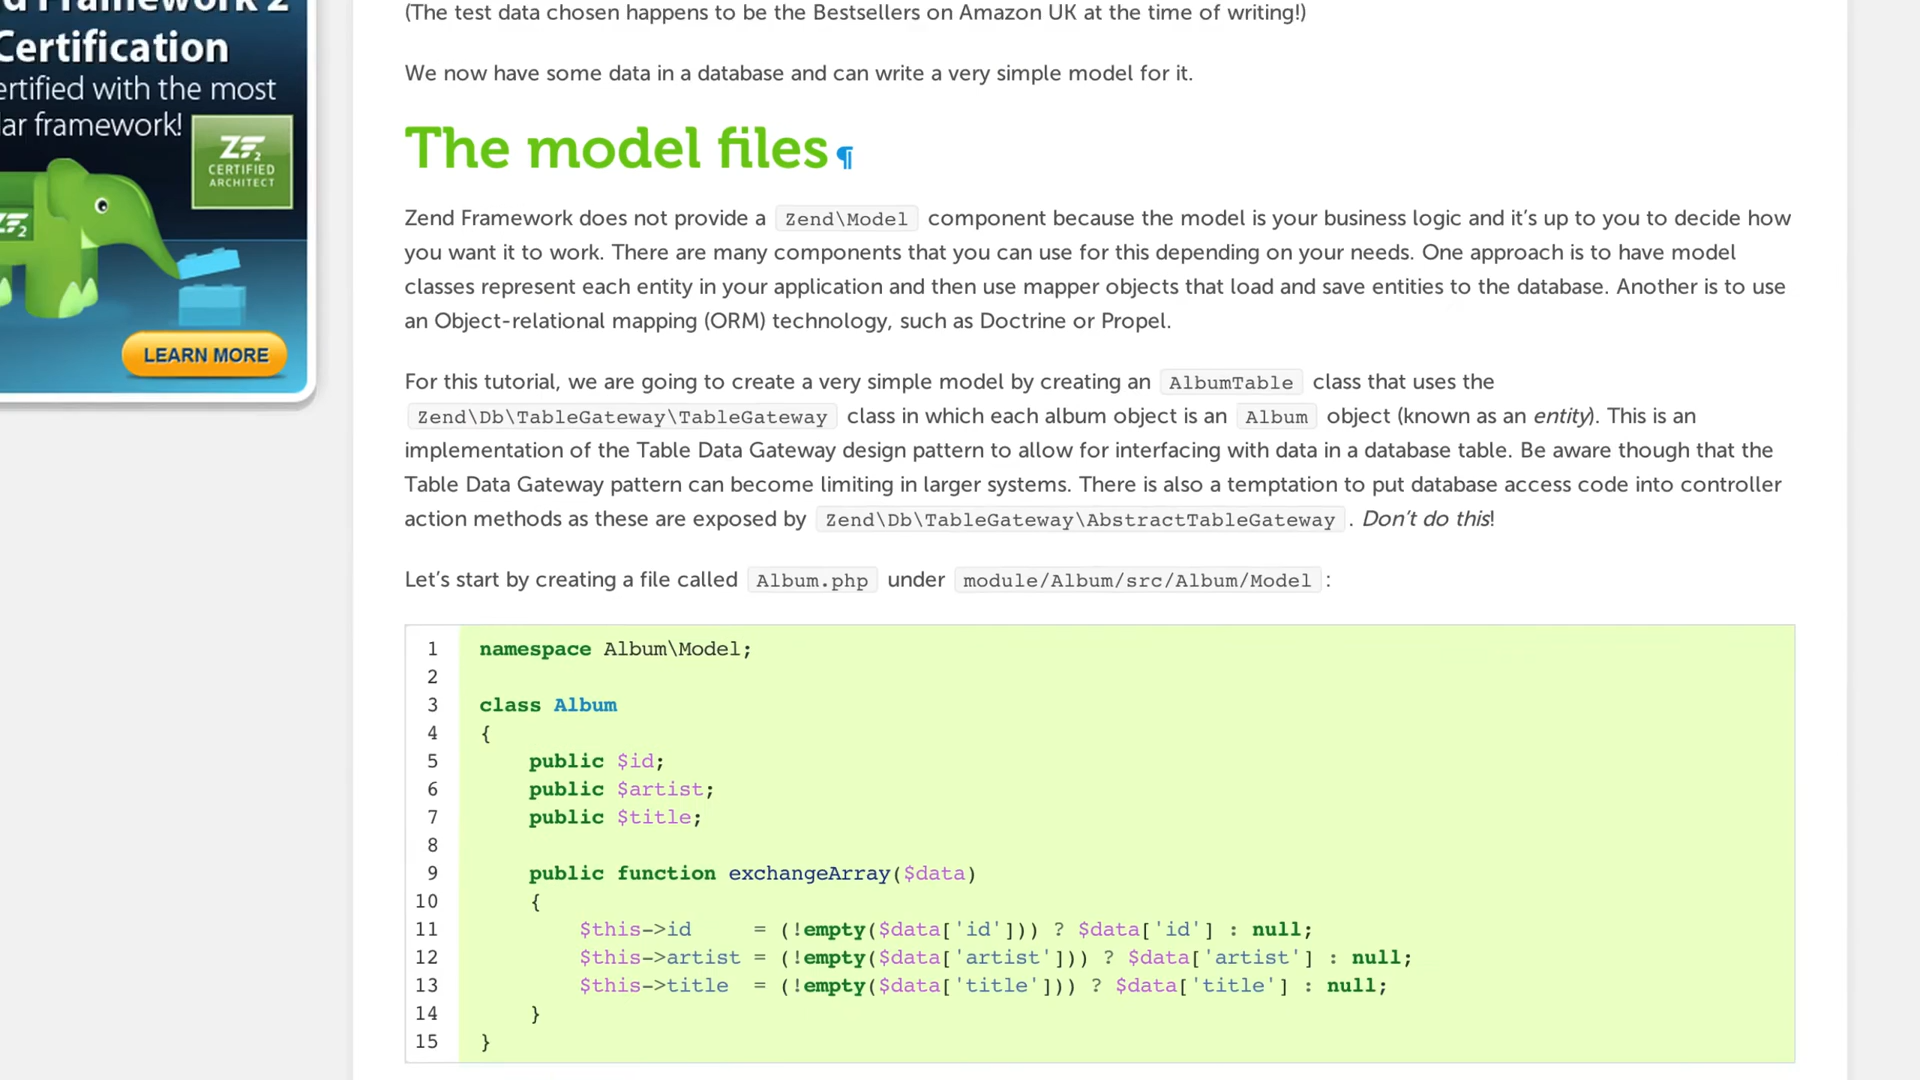 d Framework 2
Certification
ertified with the most
lar framework!
ZF2
CERTIFIED
ARCHITECT
ZF2
LEARN MORE
(The test data chosen happens to be the Bestsellers on Amazon UK at the time of writing!)
We now have some data in a database and can write a very simple model for it.
The model files¶
Zend Framework does not provide a Zend\Model component because the model is your business logic and it’s up to you to decide how
you want it to work. There are many components that you can use for this depending on your needs. One approach is to have model
classes represent each entity in your application and then use mapper objects that load and save entities to the database. Another is to use
an Object-relational mapping (ORM) technology, such as Doctrine or Propel.
For this tutorial, we are going to create a very simple model by creating an AlbumTable class that uses the
Zend\Db\TableGateway\TableGateway class in which each album object is an Album object (known as an entity). This is an
implementation of the Table Data Gateway design pattern to allow for interfacing with data in a database table. Be aware though that the
Table Data Gateway pattern can become limiting in larger systems. There is also a temptation to put database access code into controller
action methods as these are exposed by Zend\Db\TableGateway\AbstractTableGateway . Don’t do this!
Let’s start by creating a file called Album.php under module/Album/src/Album/Model :
1 namespace Album\Model;
2
3 class Album
4 {
5     public $id;
6     public $artist;
7     public $title;
8
9     public function exchangeArray($data)
10     {
11         $this->id     = (!empty($data['id'])) ? $data['id'] : null;
12         $this->artist = (!empty($data['artist'])) ? $data['artist'] : null;
13         $this->title  = (!empty($data['title'])) ? $data['title'] : null;
14     }
15 }